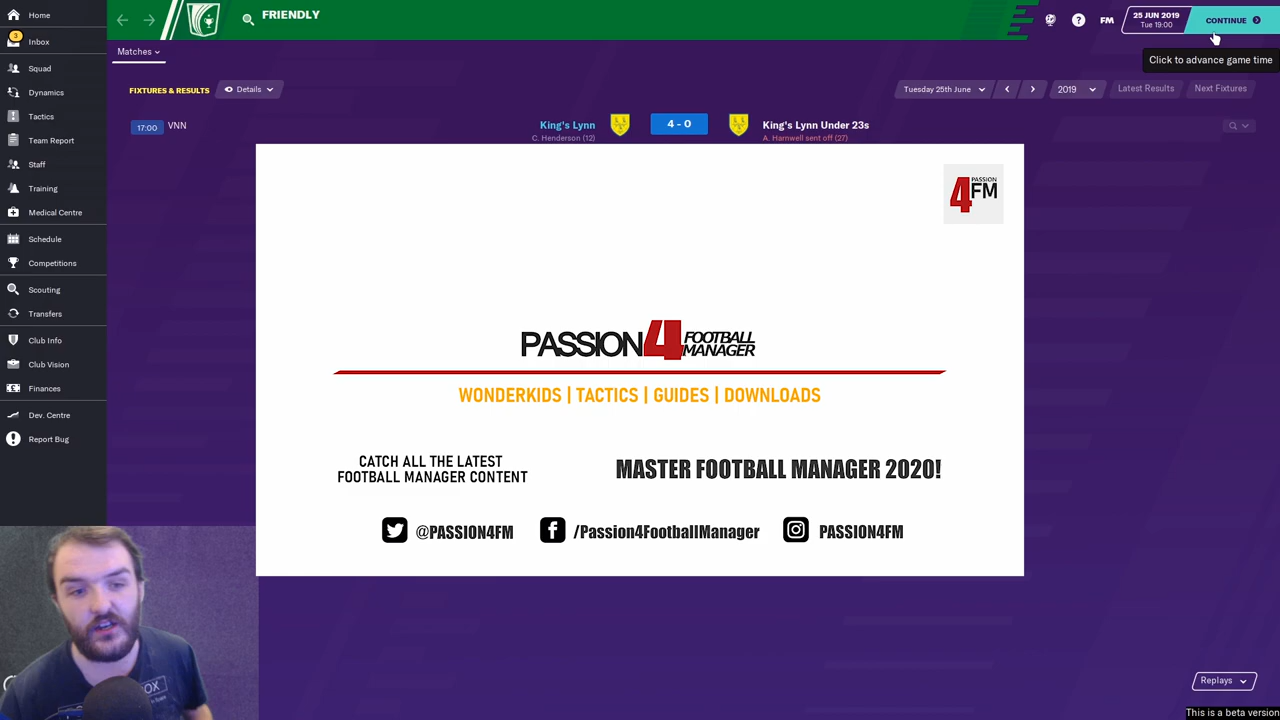 Home
FRIENDLY
FM
25 JUN 2019
Tue 19:00
CONTINUE
3
Inbox
Matches
Click to advance game time
Squad
Dynamics
FIXTURES & RESULTS
Details
Tuesday 25th June
2019
Latest Results
Next Fixtures
Tactics
17:00
VNN
King's Lynn
4 - 0
King's Lynn Under 23s
C. Henderson (12)
A. Harnwell sent off (27)
Team Report
Staff
Training
Medical Centre
Schedule
Competitions
Scouting
Transfers
Club Info
Club Vision
Finances
Dev. Centre
Report Bug
4 PASSION
FM
PASSION4FOOTBALL
MANAGER
WONDERKIDS | TACTICS | GUIDES | DOWNLOADS
CATCH ALL THE LATEST
FOOTBALL MANAGER CONTENT
MASTER FOOTBALL MANAGER 2020!
@PASSION4FM
/Passion4FootballManager
PASSION4FM
Replays
This is a beta version